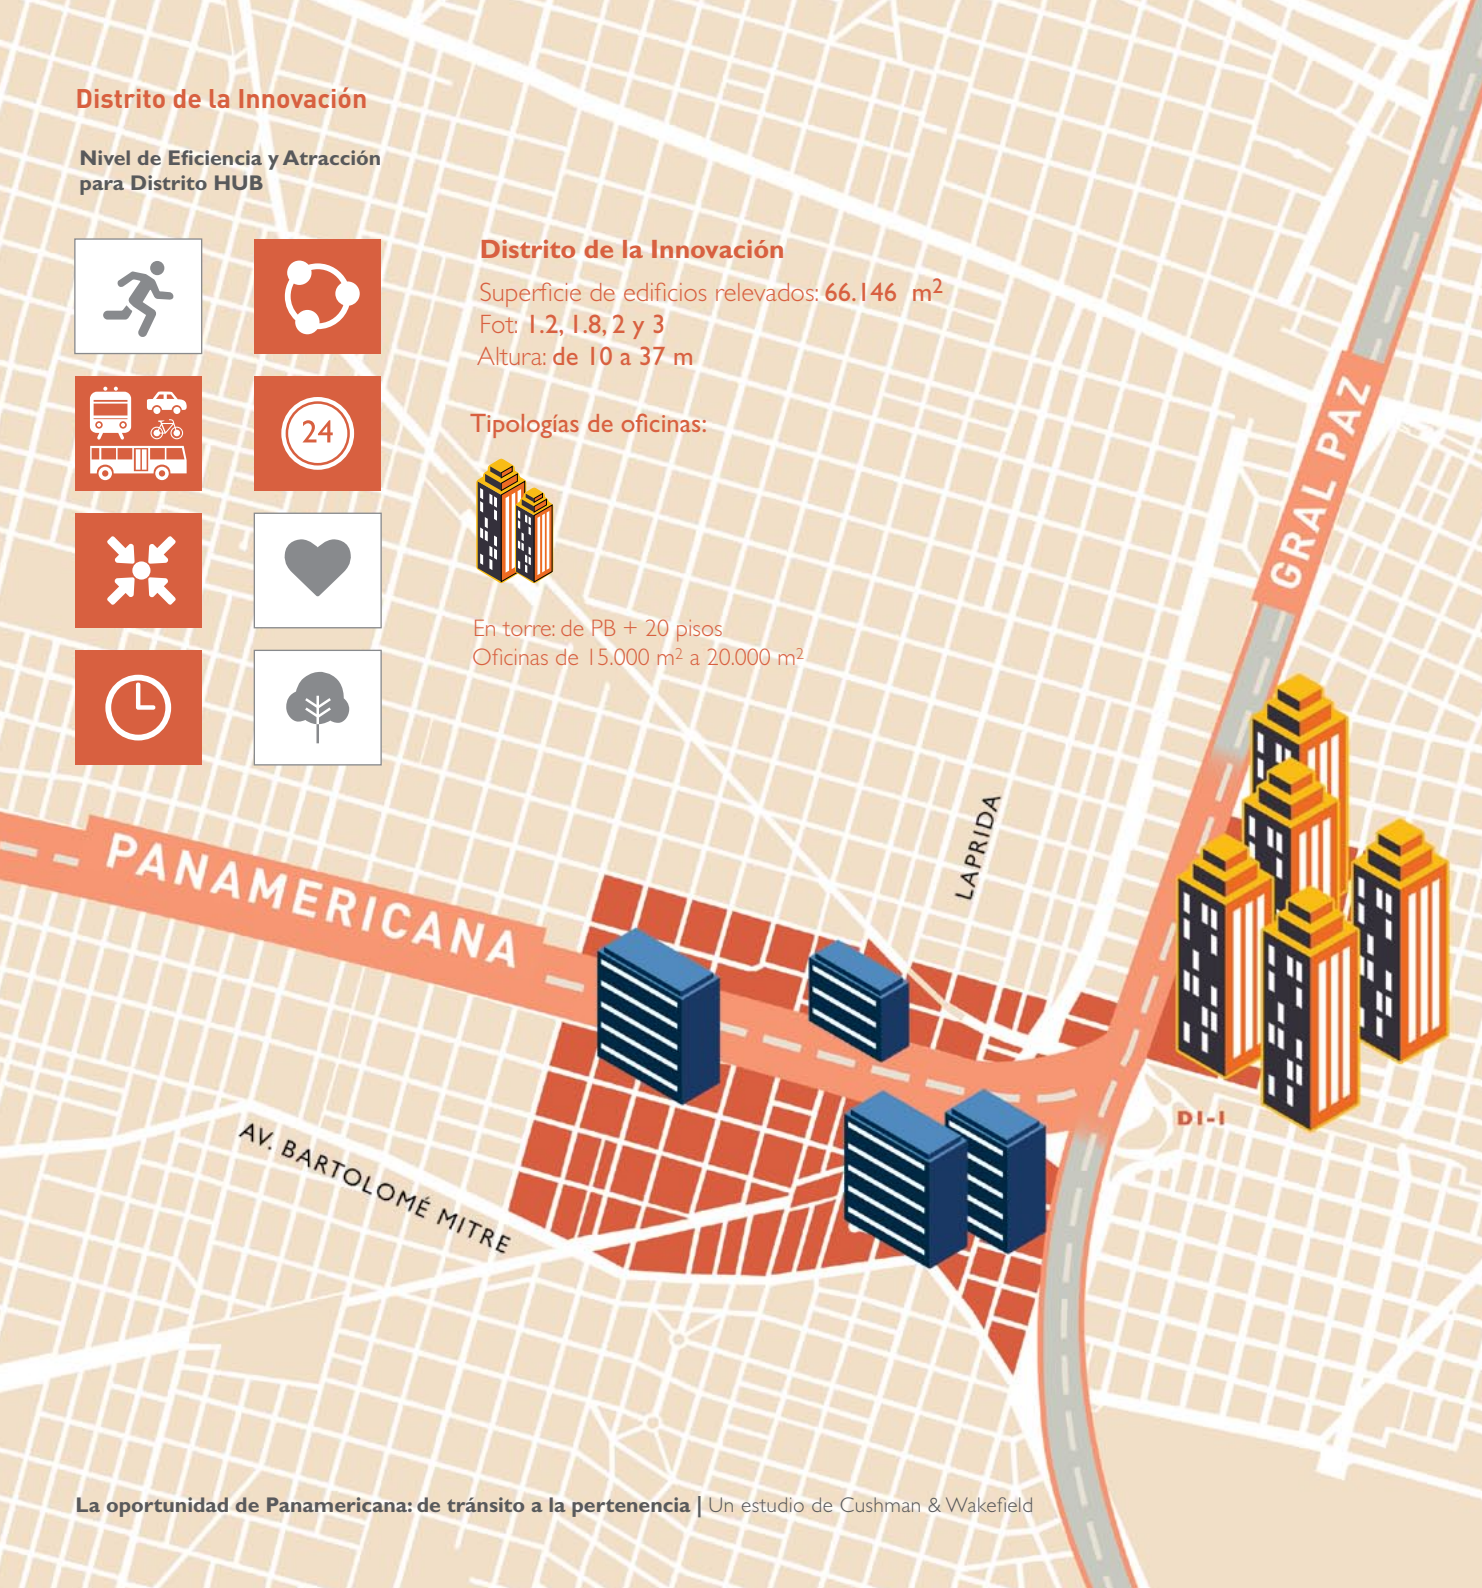 Distrito de la Innovación
Nivel de Eficiencia y Atracción
para Distrito HUB
24
Distrito de la Innovación
Superficie de edificios relevados: 66.146 m²
Fot: 1.2, 1.8, 2 y 3
Altura: de 10 a 37 m
Tipologías de oficinas:
En torre: de PB + 20 pisos
Oficinas de 15.000 m² a 20.000 m²
GRAL PAZ
LAPRIDA
PANAMERICANA
DI-I
AV. BARTOLOMÉ MITRE
La oportunidad de Panamericana: de tránsito a la pertenencia | Un estudio de Cushman & Wakefield